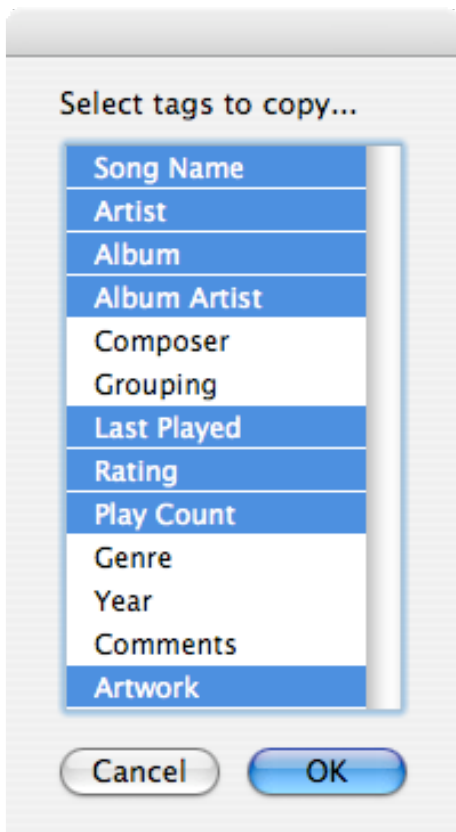 Select tags to copy...
Song Name
Artist
Album
Album Artist
Composer
Grouping
Last Played
Rating
Play Count
Genre
Year
Comments
Artwork
Cancel OK